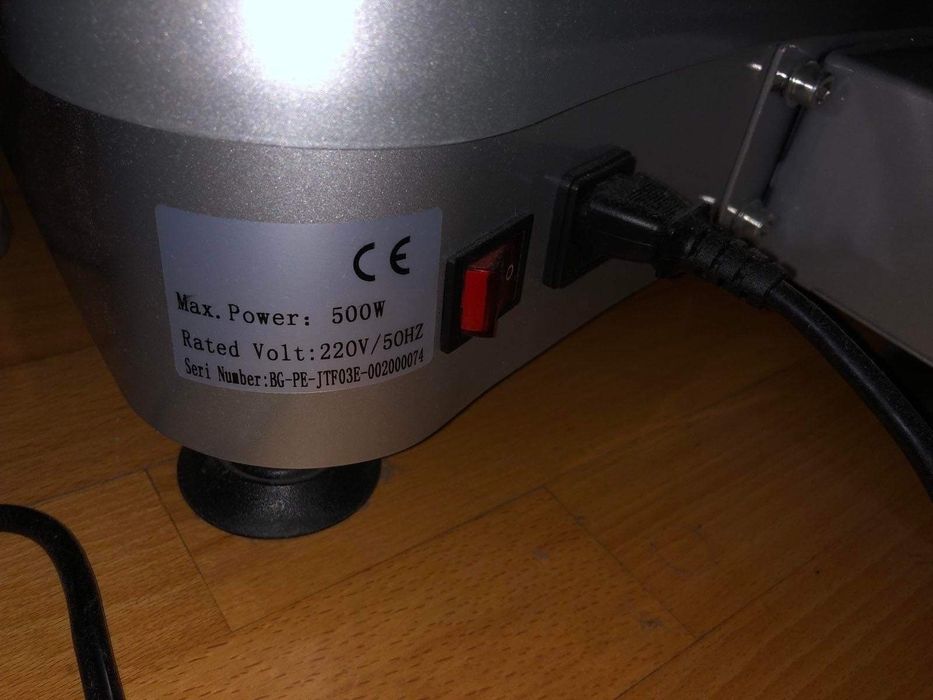 CE
Max.Power: 500W
Rated Volt:220V/50HZ
Seri Number:BG-PE-JTF03E-002000074
O